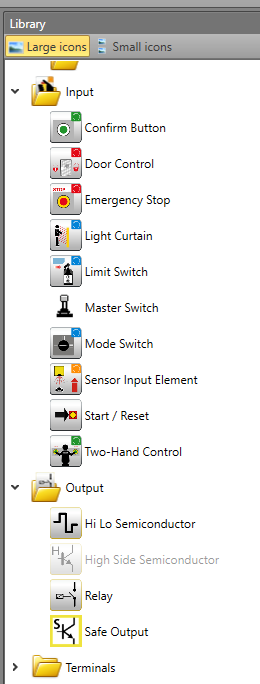 Library
Large icons Small icons
Input
Confirm Button
Door Control
STOP
Emergency Stop
Light Curtain
Limit Switch
Master Switch
Mode Switch
Sensor Input Element
Start / Reset
Two-Hand Control
Output
Hi Lo Semiconductor
H
High Side Semiconductor
Relay
S
Safe Output
Terminals